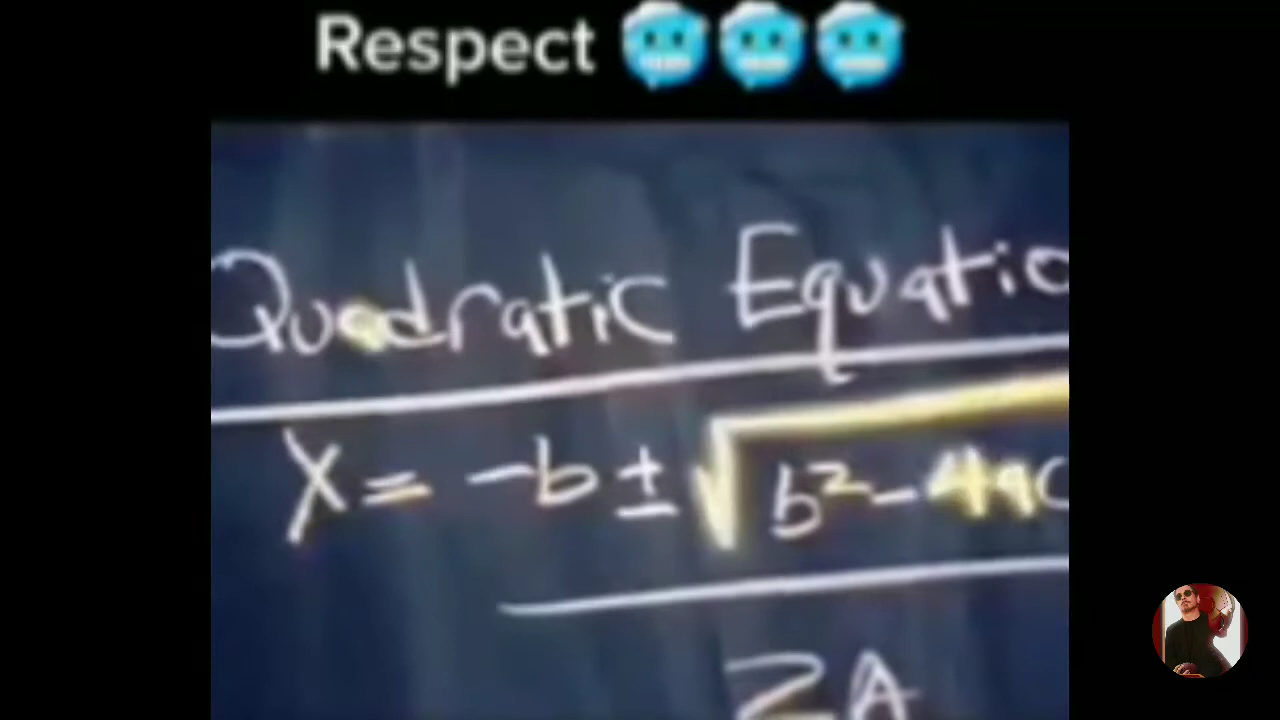 Respect 🥶🥶🥶
Quadratic Equatio
X = -b ± √b²-4ac
2A